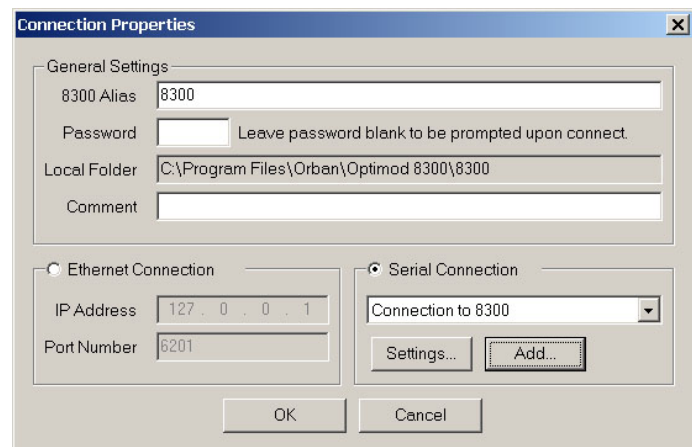 Connection Properties
General Settings
8300 Alias 8300
Password Leave password blank to be prompted upon connect.
Local Folder C:\Program Files\Orban\Optimod 8300\8300
Comment
Ethernet Connection
IP Address 127 . 0 . 0 . 1
Port Number 6201
Serial Connection
Connection to 8300
Settings... Add...
OK Cancel